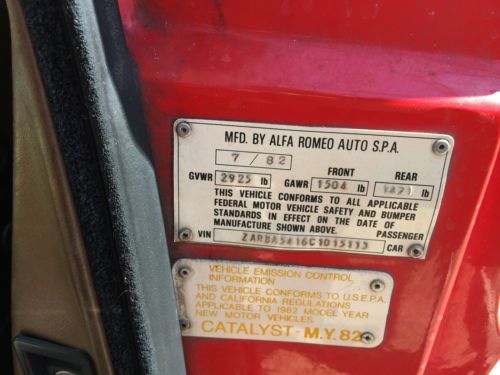 MFD. BY ALFA ROMEO AUTO S.P.A.
7 / 82 FRONT REAR
GVWR 2925 lb GAWR 1504 lb 1421 lb
THIS VEHICLE CONFORMS TO ALL APPLICABLE
FEDERAL MOTOR VEHICLE SAFETY AND BUMPER
STANDARDS IN EFFECT ON THE DATE OF
MANUFACTURE SHOWN ABOVE. PASSENGER
VIN CAR
VEHICLE EMISSION CONTROL
INFORMATION
THIS VEHICLE CONFORMS TO U.S.E.P.A.
AND CALIFORNIA REGULATIONS
APPLICABLE TO 1982 MODEL YEAR
NEW MOTOR VEHICLES
CATALYST - M.Y. 82